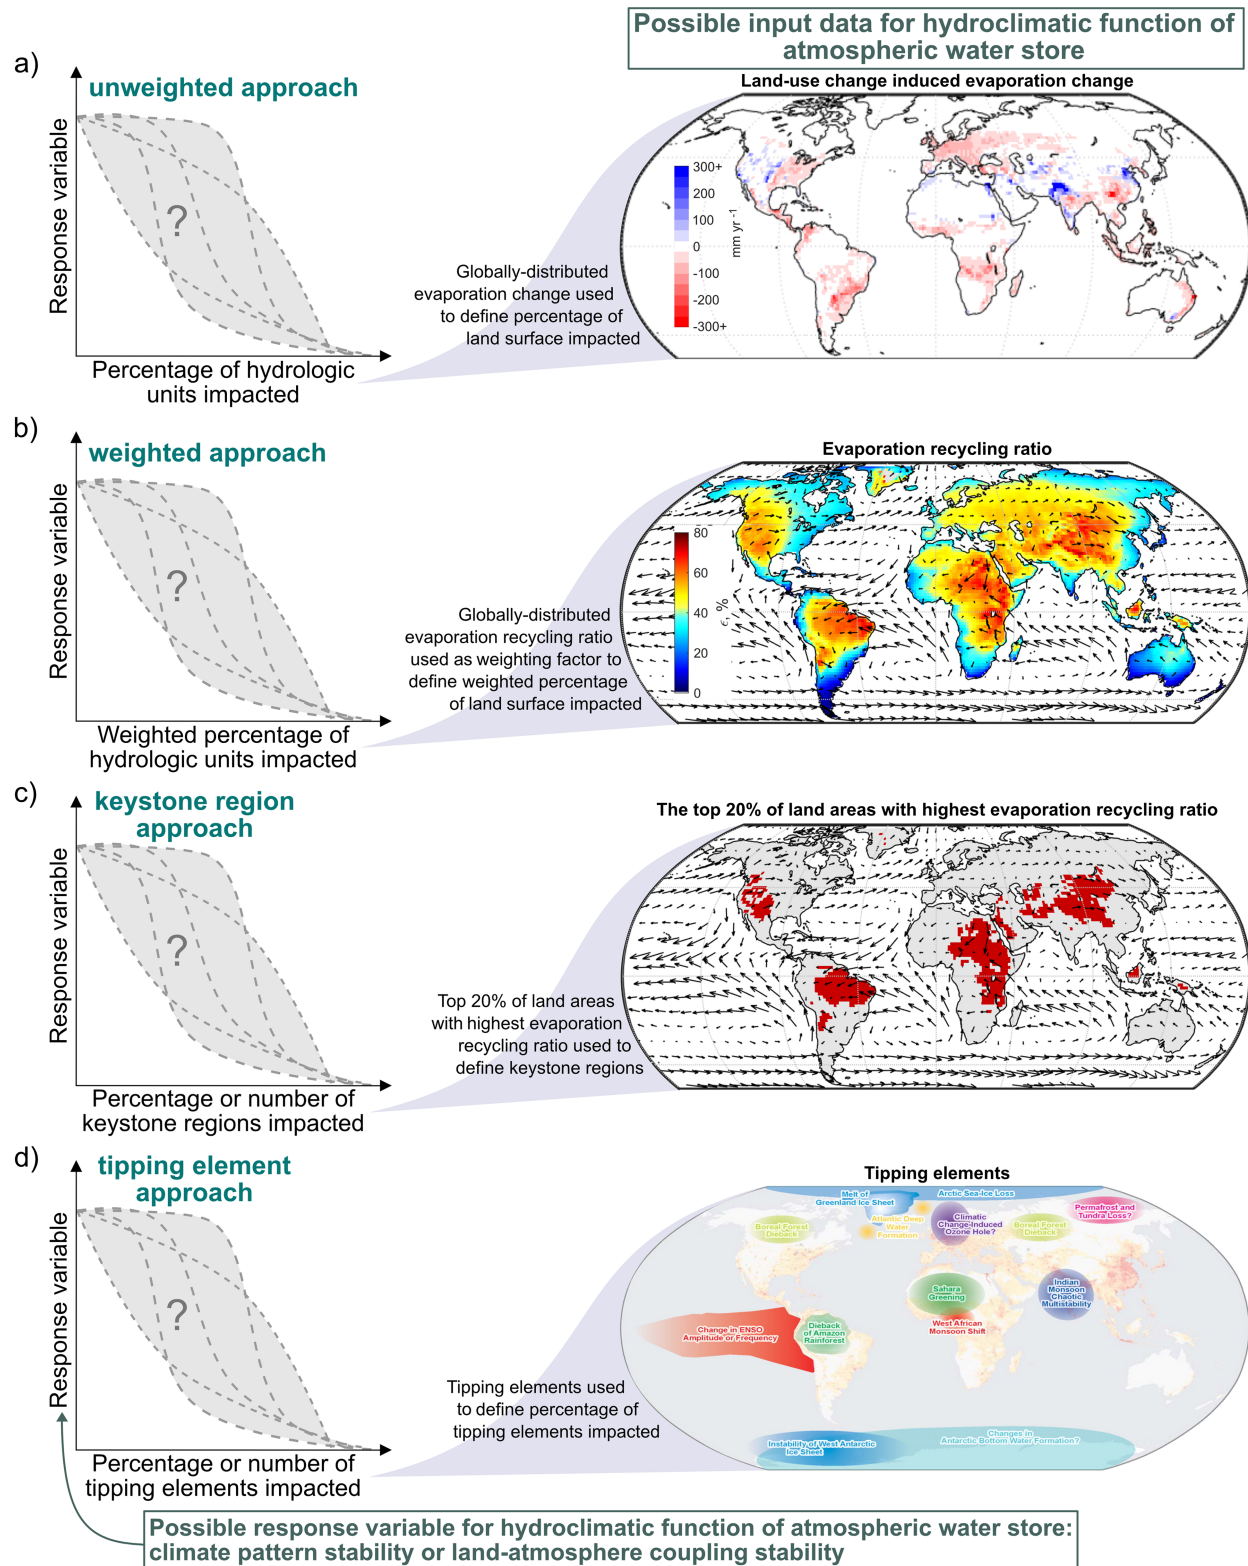 Possible input data for hydroclimatic function of
atmospheric water store
a)
unweighted approach
Response variable
?
Percentage of hydrologic
units impacted
Globally-distributed
evaporation change used
to define percentage of
land surface impacted
Land-use change induced evaporation change
300+
200
100
0
-100
-200
-300+
mm yr -1
b)
weighted approach
Response variable
?
Weighted percentage of
hydrologic units impacted
Globally-distributed
evaporation recycling ratio
used as weighting factor to
define weighted percentage
of land surface impacted
Evaporation recycling ratio
80
60
40
20
0
ϵ, %
c)
keystone region
approach
Response variable
?
Percentage or number of
keystone regions impacted
Top 20% of land areas
with highest evaporation
recycling ratio used to
define keystone regions
The top 20% of land areas with highest evaporation recycling ratio
d)
tipping element
approach
Response variable
?
Percentage or number of
tipping elements impacted
Tipping elements used
to define percentage of
tipping elements impacted
Tipping elements
Melt of
Greenland Ice Sheet
Arctic Sea-Ice Loss
Permafrost and
Tundra Loss?
Boreal Forest
Dieback
Atlantic Deep
Water
Formation
Climatic
Change-Induced
Ozone Hole?
Boreal Forest
Dieback
Sahara
Greening
Indian
Monsoon
Chaotic
Multistability
West African
Monsoon Shift
Change in ENSO
Amplitude or Frequency
Dieback
of Amazon
Rainforest
Instability of West Antarctic
Ice Sheet
Changes in
Antarctic Bottom Water Formation?
Possible response variable for hydroclimatic function of atmospheric water store:
climate pattern stability or land-atmosphere coupling stability